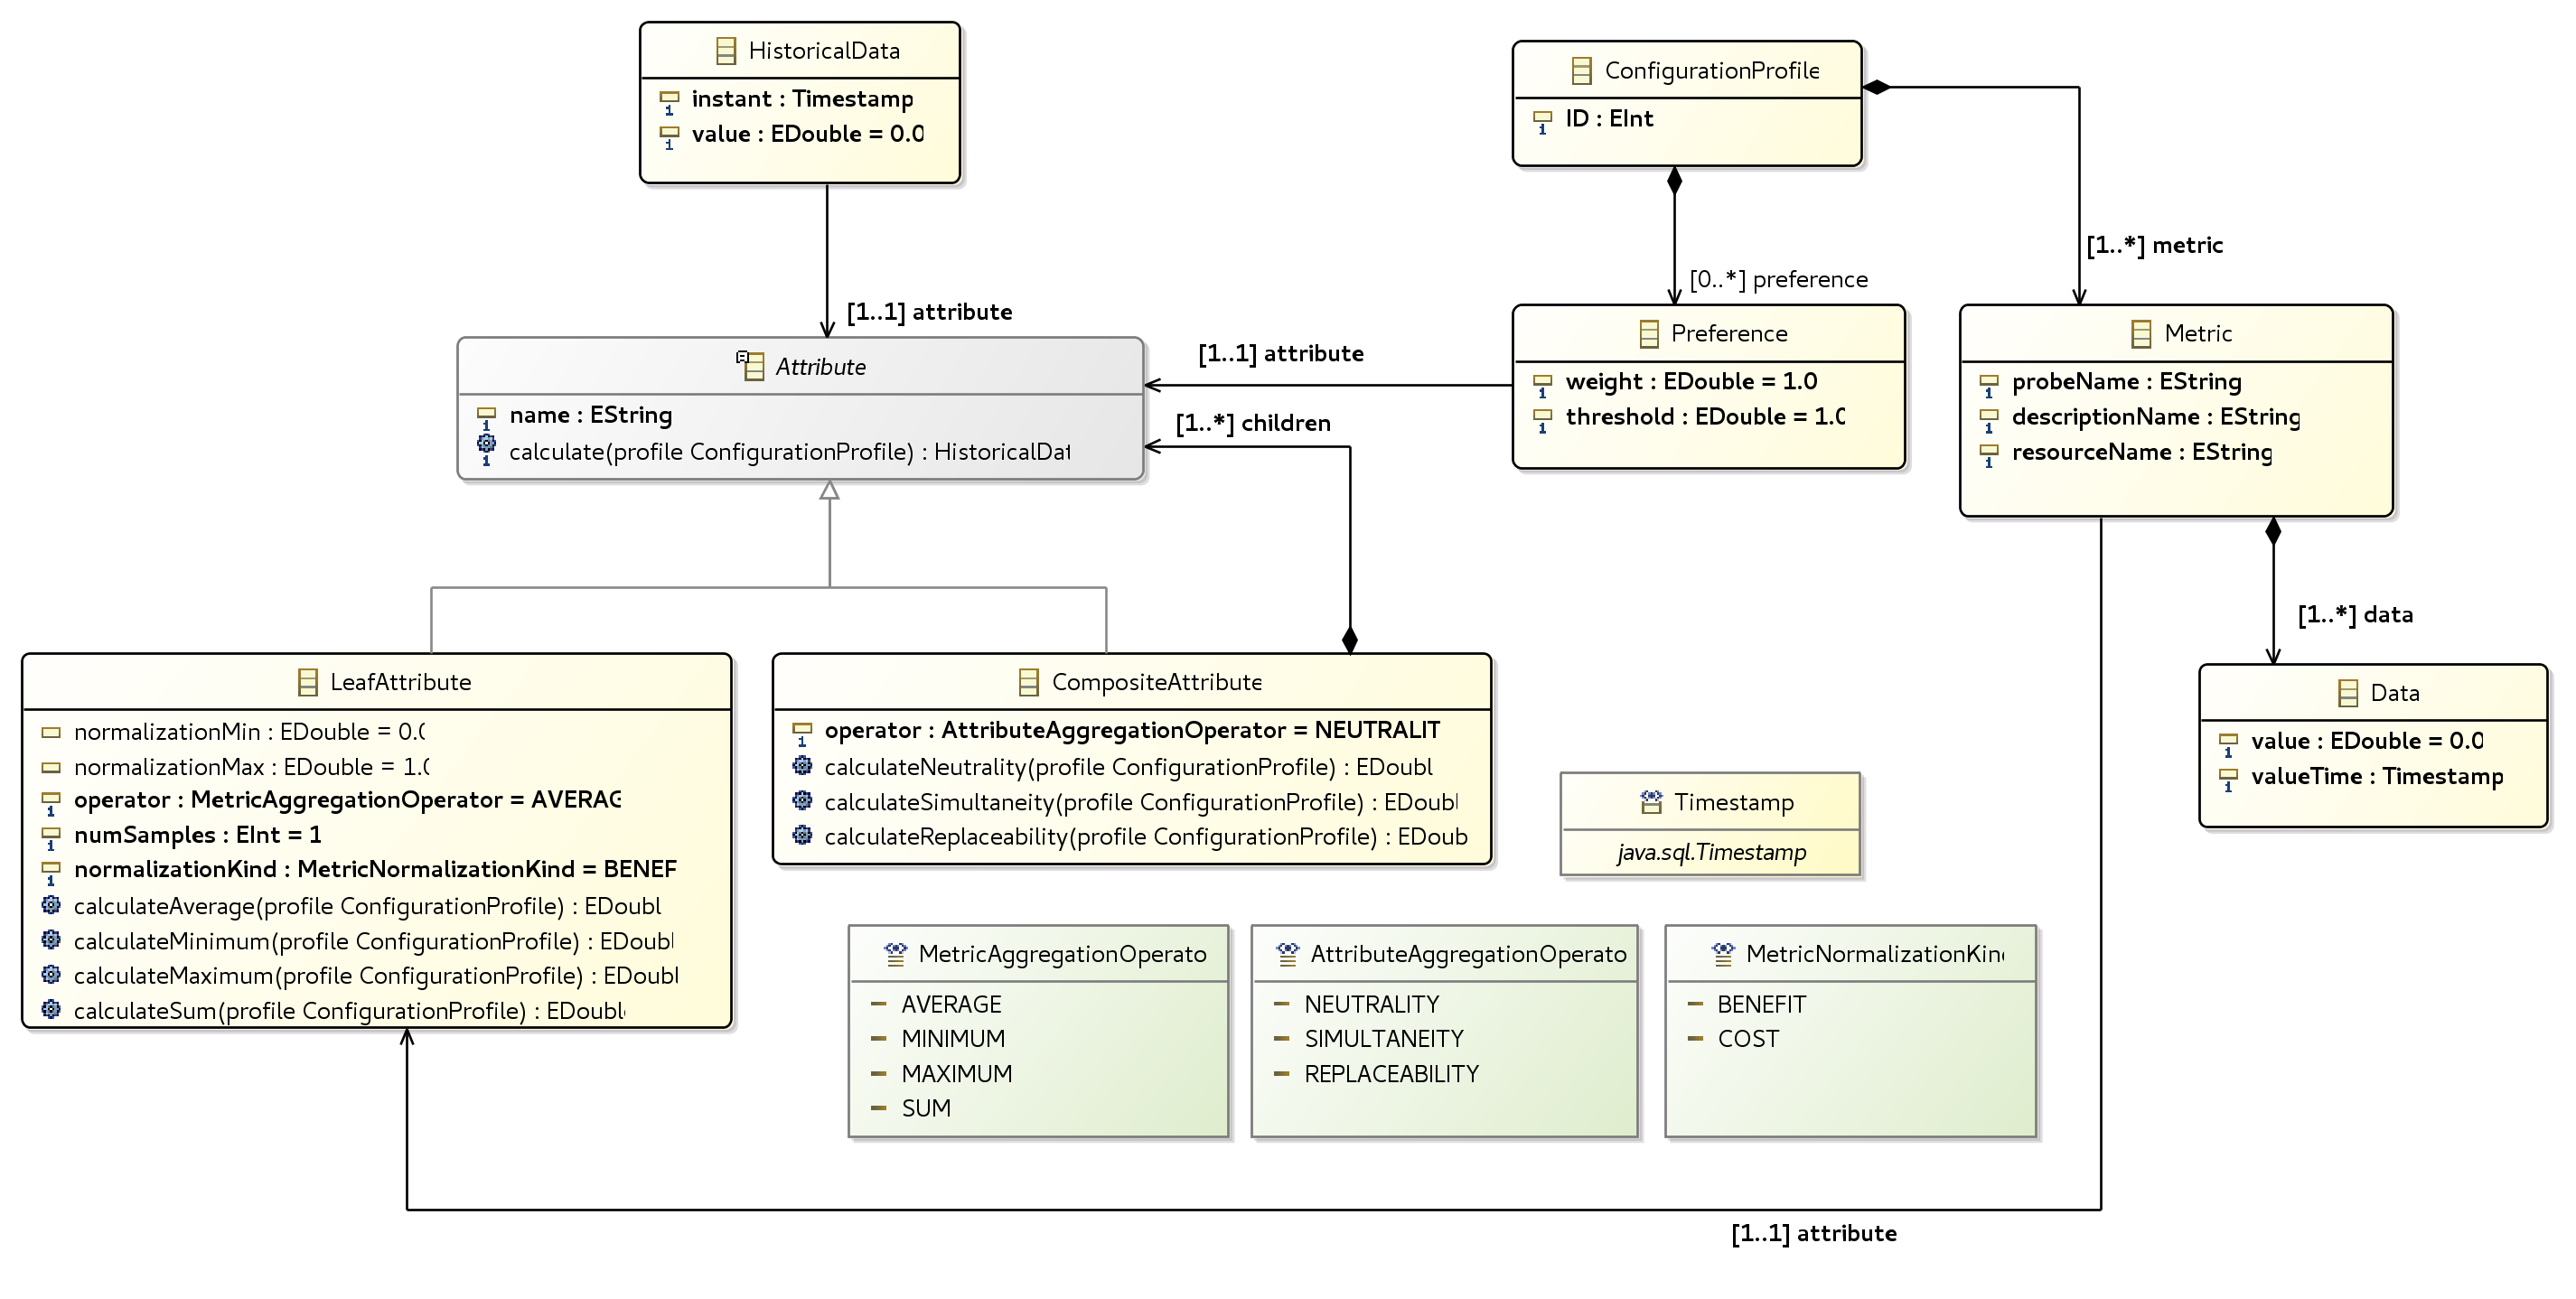 HistoricalData
instant : Timestamp
value : EDouble = 0.0
ConfigurationProfile
ID : EInt
[1..*] metric
[0..*] preference
[1..1] attribute
Attribute
name : EString
calculate(profile ConfigurationProfile) : HistoricalDat
[1..1] attribute
[1..*] children
Preference
weight : EDouble = 1.0
threshold : EDouble = 1.0
Metric
probeName : EString
descriptionName : EString
resourceName : EString
[1..*] data
LeafAttribute
normalizationMin : EDouble = 0.0
normalizationMax : EDouble = 1.0
operator : MetricAggregationOperator = AVERAG
numSamples : EInt = 1
normalizationKind : MetricNormalizationKind = BENEF
calculateAverage(profile ConfigurationProfile) : EDoubl
calculateMinimum(profile ConfigurationProfile) : EDoubl
calculateMaximum(profile ConfigurationProfile) : EDoubl
calculateSum(profile ConfigurationProfile) : EDouble
CompositeAttribute
operator : AttributeAggregationOperator = NEUTRALIT
calculateNeutrality(profile ConfigurationProfile) : EDoubl
calculateSimultaneity(profile ConfigurationProfile) : EDoubl
calculateReplaceability(profile ConfigurationProfile) : EDoub
Data
value : EDouble = 0.0
valueTime : Timestamp
Timestamp
java.sql.Timestamp
MetricAggregationOperato
AVERAGE
MINIMUM
MAXIMUM
SUM
AttributeAggregationOperato
NEUTRALITY
SIMULTANEITY
REPLACEABILITY
MetricNormalizationKind
BENEFIT
COST
[1..1] attribute